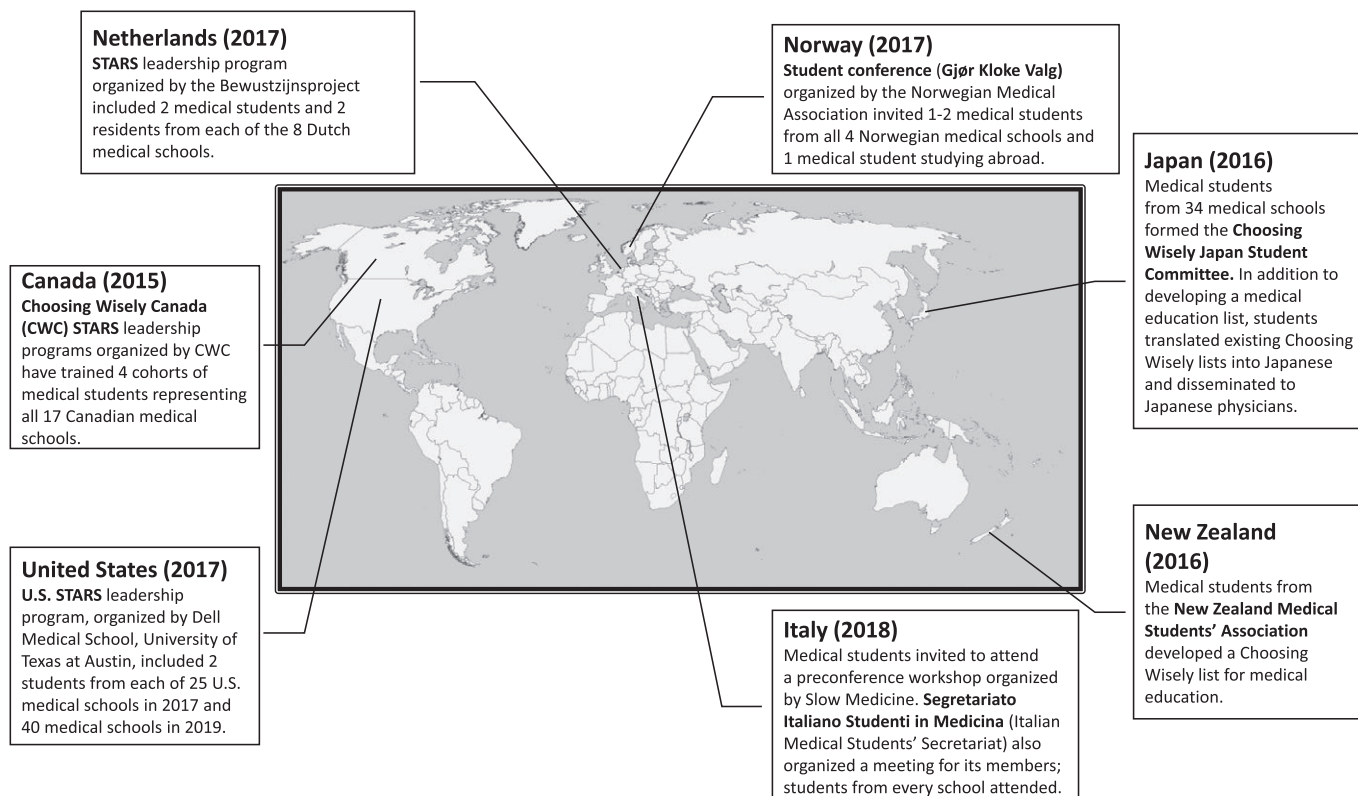 Netherlands (2017)
STARS leadership program
organized by the Bewustzijnsproject
included 2 medical students and 2
residents from each of the 8 Dutch
medical schools.
Norway (2017)
Student conference (Gjør Kloke Valg)
organized by the Norwegian Medical
Association invited 1-2 medical students
from all 4 Norwegian medical schools and
1 medical student studying abroad.
Japan (2016)
Medical students
from 34 medical schools
formed the Choosing
Wisely Japan Student
Committee. In addition to
developing a medical
education list, students
translated existing Choosing
Wisely lists into Japanese
and disseminated to
Japanese physicians.
Canada (2015)
Choosing Wisely Canada
(CWC) STARS leadership
programs organized by CWC
have trained 4 cohorts of
medical students representing
all 17 Canadian medical
schools.
United States (2017)
U.S. STARS leadership
program, organized by Dell
Medical School, University of
Texas at Austin, included 2
students from each of 25 U.S.
medical schools in 2017 and
40 medical schools in 2019.
Italy (2018)
Medical students invited to attend
a preconference workshop organized
by Slow Medicine. Segretariato
Italiano Studenti in Medicina (Italian
Medical Students’ Secretariat) also
organized a meeting for its members;
students from every school attended.
New Zealand
(2016)
Medical students from
the New Zealand Medical
Students’ Association
developed a Choosing
Wisely list for medical
education.